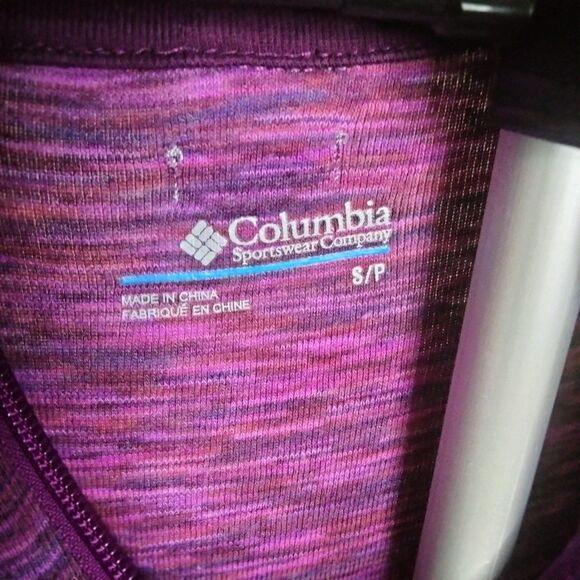 Columbia
Sportswear Company
S/P
MADE IN CHINA
FABRIQUÉ EN CHINE